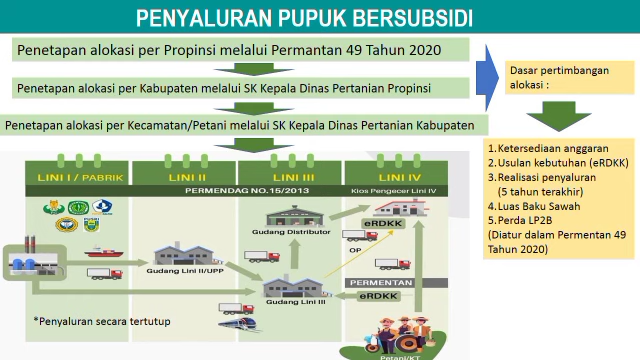 PENYALURAN PUPUK BERSUBSIDI
Penetapan alokasi per Propinsi melalui Permantan 49 Tahun 2020
Penetapan alokasi per Kabupaten melalui SK Kepala Dinas Pertanian Propinsi
Penetapan alokasi per Kecamatan/Petani melalui SK Kepala Dinas Pertanian Kabupaten
Dasar pertimbangan
alokasi :
1.Ketersediaan anggaran
2.Usulan kebutuhan (eRDKK)
3.Realisasi penyaluran
(5 tahun terakhir)
4.Luas Baku Sawah
5.Perda LP2B
(Diatur dalam Permentan 49
Tahun 2020)
LINI I / PABRIK
LINI II
LINI III
LINI IV
PERMENDAG NO.15/2013
Kios Pengecer Lini IV
PUSRI
Gudang Distributor
eRDKK
OP
Gudang Lini II/UPP
PERMENTAN
eRDKK
Gudang Lini III
*Penyaluran secara tertutup
Petani/KT